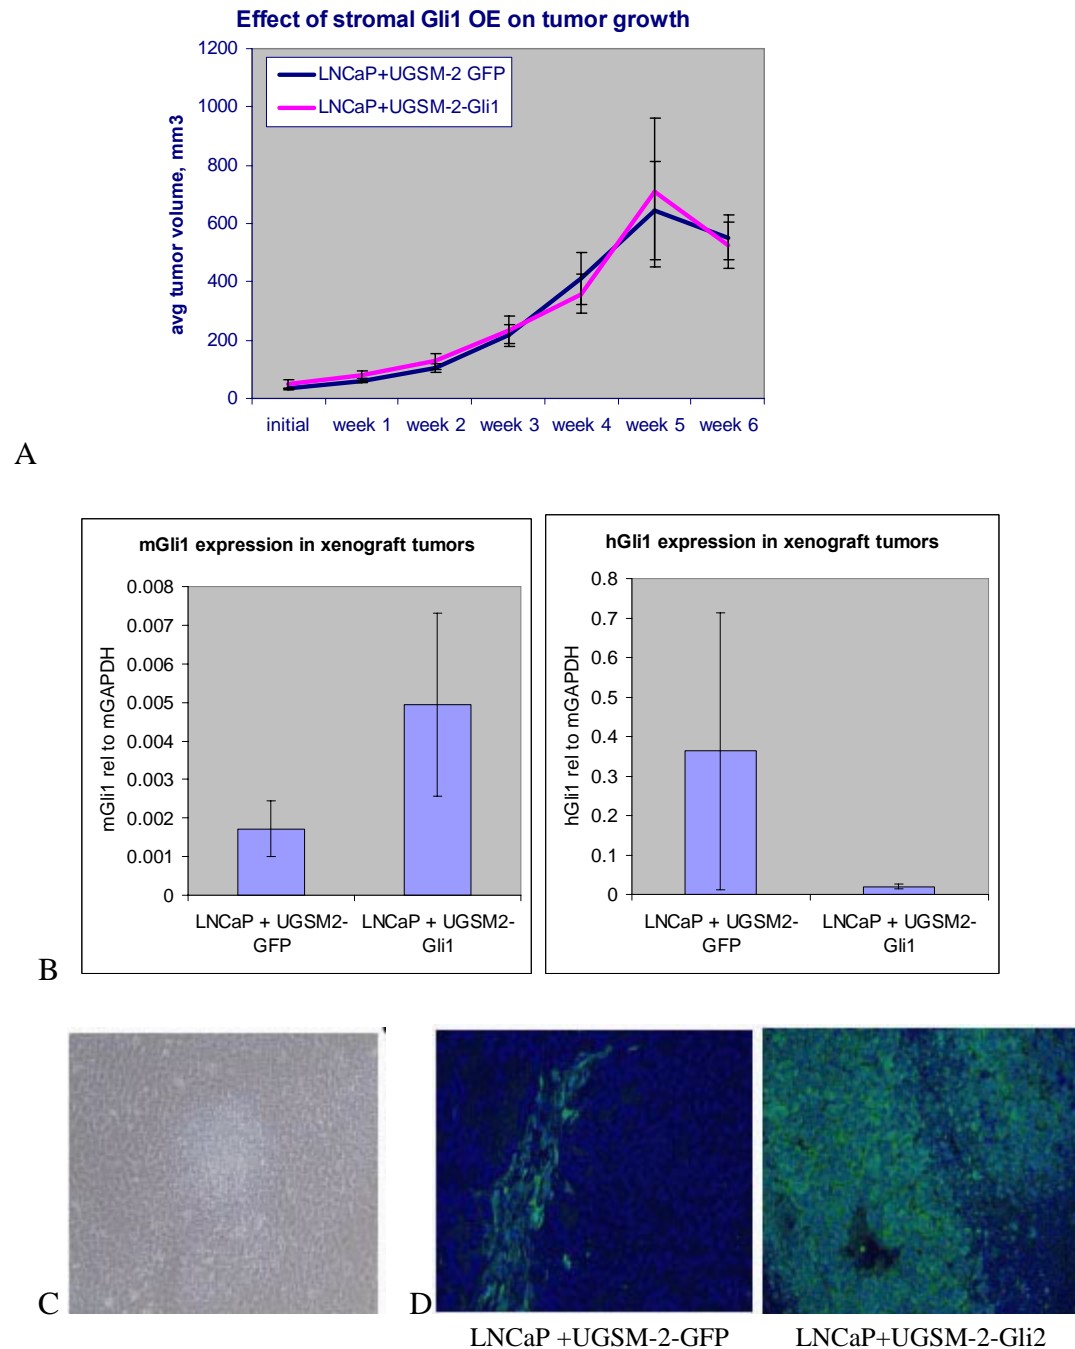 Effect of stromal Gli1 OE on tumor growth
1200
1000
800
600
400
200
0
avg tumor volume, mm3
LNCaP+UGSM-2 GFP
LNCaP+UGSM-2-Gli1
initial week 1 week 2 week 3 week 4 week 5 week 6
A
mGli1 expression in xenograft tumors
0.008
0.007
0.006
0.005
0.004
0.003
0.002
0.001
0
mGli1 rel to mGAPDH
LNCaP + UGSM2-
GFP
LNCaP + UGSM2-
Gli1
hGli1 expression in xenograft tumors
0.8
0.7
0.6
0.5
0.4
0.3
0.2
0.1
0
hGli1 rel to mGAPDH
LNCaP + UGSM2-
GFP
LNCaP + UGSM2-
Gli1
B
C
D
LNCaP +UGSM-2-GFP
LNCaP+UGSM-2-Gli2